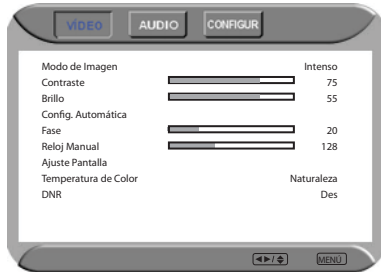 VÍDEO AUDIO CONFIGUR
Modo de Imagen Intenso
Contraste 75
Brillo 55
Config. Automática
Fase 20
Reloj Manual 128
Ajuste Pantalla
Temperatura de Color Naturaleza
DNR Des
MENÚ